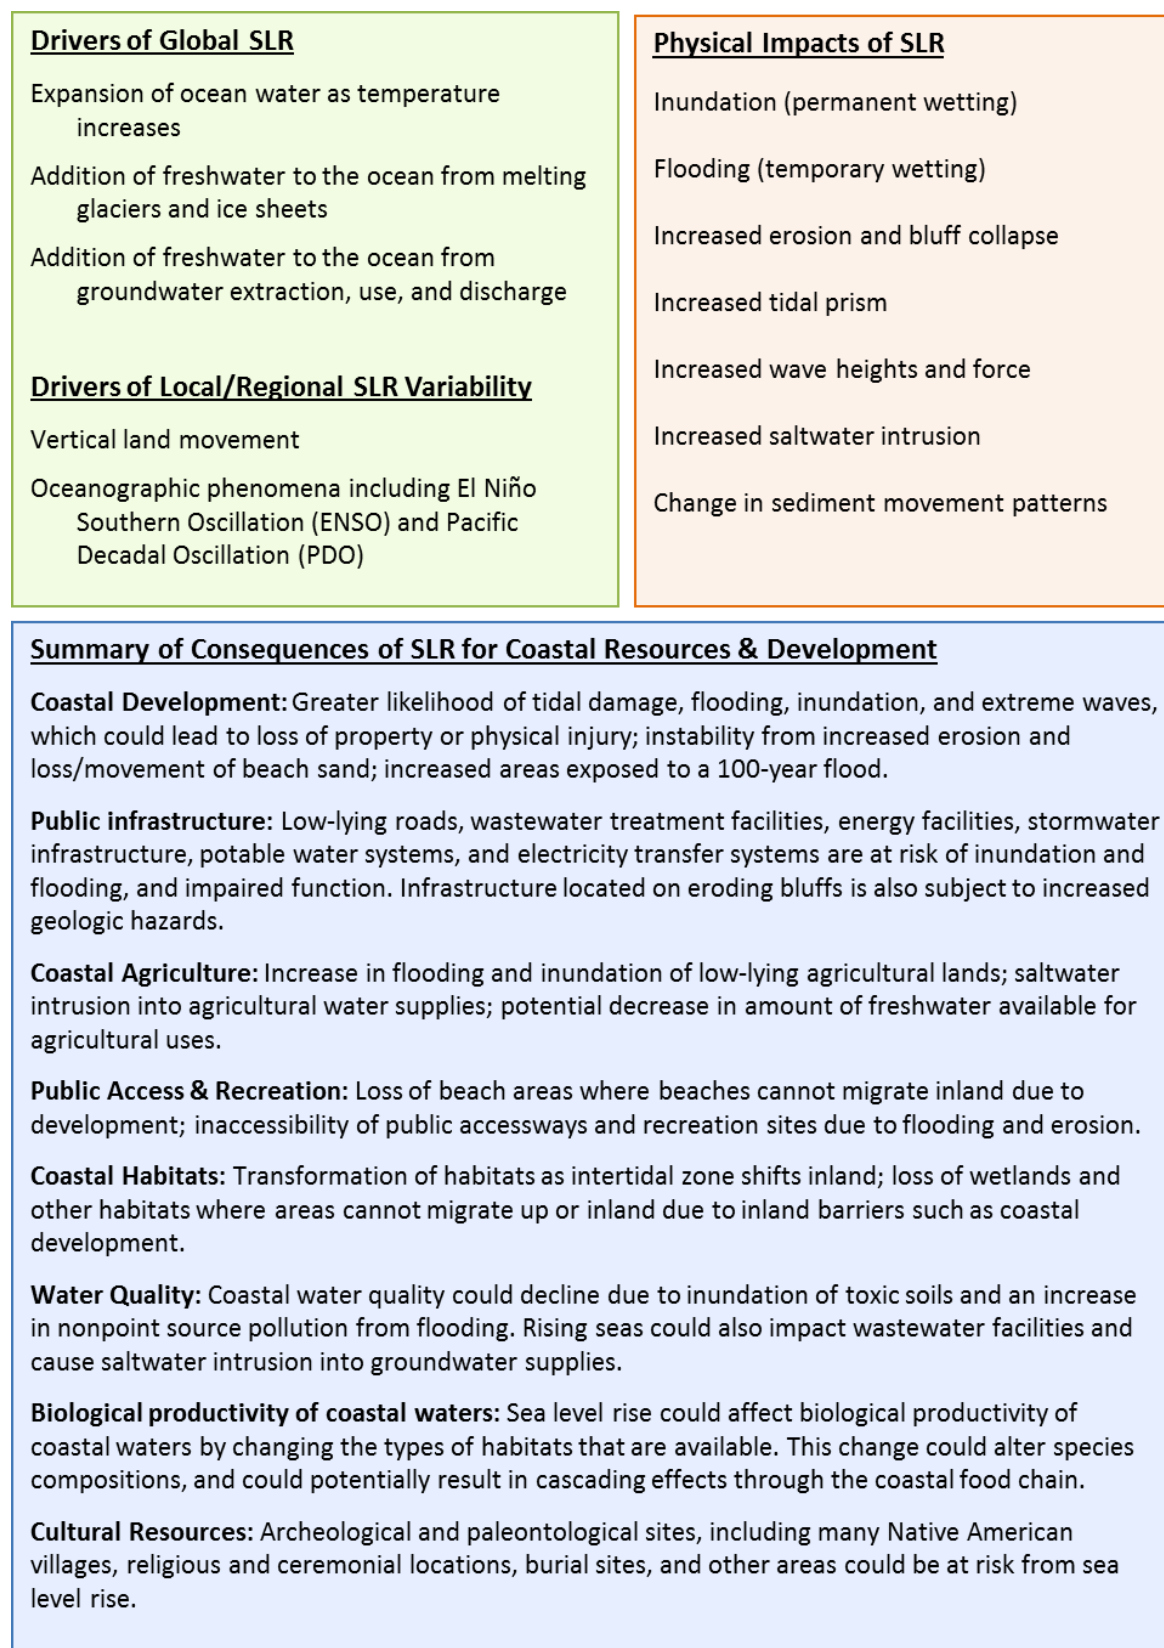 Drivers of Global SLR
Expansion of ocean water as temperature
increases
Addition of freshwater to the ocean from melting
glaciers and ice sheets
Addition of freshwater to the ocean from
groundwater extraction, use, and discharge
Drivers of Local/Regional SLR Variability
Vertical land movement
Oceanographic phenomena including El Niño
Southern Oscillation (ENSO) and Pacific
Decadal Oscillation (PDO)
Physical Impacts of SLR
Inundation (permanent wetting)
Flooding (temporary wetting)
Increased erosion and bluff collapse
Increased tidal prism
Increased wave heights and force
Increased saltwater intrusion
Change in sediment movement patterns
Summary of Consequences of SLR for Coastal Resources & Development
Coastal Development: Greater likelihood of tidal damage, flooding, inundation, and extreme waves,
which could lead to loss of property or physical injury; instability from increased erosion and
loss/movement of beach sand; increased areas exposed to a 100-year flood.
Public infrastructure: Low-lying roads, wastewater treatment facilities, energy facilities, stormwater
infrastructure, potable water systems, and electricity transfer systems are at risk of inundation and
flooding, and impaired function. Infrastructure located on eroding bluffs is also subject to increased
geologic hazards.
Coastal Agriculture: Increase in flooding and inundation of low-lying agricultural lands; saltwater
intrusion into agricultural water supplies; potential decrease in amount of freshwater available for
agricultural uses.
Public Access & Recreation: Loss of beach areas where beaches cannot migrate inland due to
development; inaccessibility of public accessways and recreation sites due to flooding and erosion.
Coastal Habitats: Transformation of habitats as intertidal zone shifts inland; loss of wetlands and
other habitats where areas cannot migrate up or inland due to inland barriers such as coastal
development.
Water Quality: Coastal water quality could decline due to inundation of toxic soils and an increase
in nonpoint source pollution from flooding. Rising seas could also impact wastewater facilities and
cause saltwater intrusion into groundwater supplies.
Biological productivity of coastal waters: Sea level rise could affect biological productivity of
coastal waters by changing the types of habitats that are available. This change could alter species
compositions, and could potentially result in cascading effects through the coastal food chain.
Cultural Resources: Archeological and paleontological sites, including many Native American
villages, religious and ceremonial locations, burial sites, and other areas could be at risk from sea
level rise.